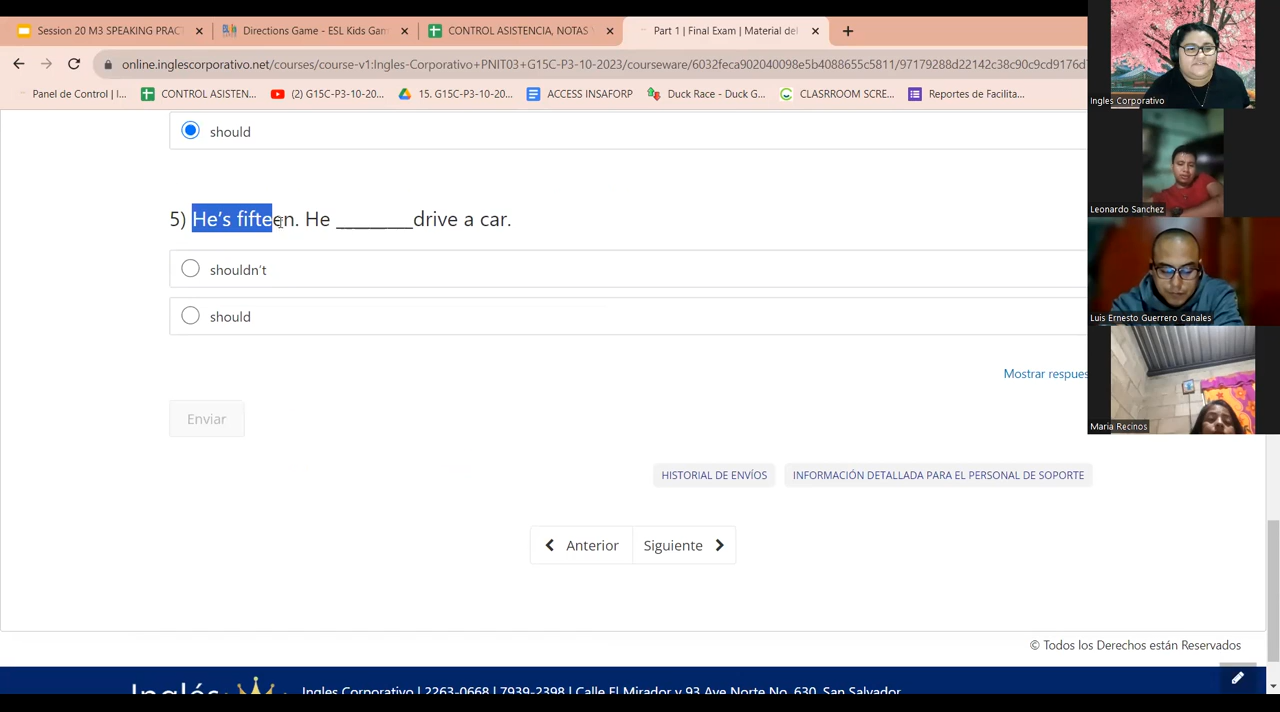 Session 20 M3 SPEAKING PRACT
Directions Game - ESL Kids Gam
CONTROL ASISTENCIA, NOTAS Y
Part 1 | Final Exam | Material del
online.inglescorporativo.net/courses/course-v1:Ingles-Corporativo+PNITO+G15C-P3-10-2023/courseware/6032feca902040098e5b4088655c5811/97179288d22142c38c90c9cd9176d
Panel de Control | I...
CONTROL ASISTEN...
(2) G15C-P3-10-20...
15. G15C-P3-10-20...
ACCESS INSAFORP
Duck Race - Duck G...
CLASRROOM SCRE...
Reportes de Facilita...
Ingles Corporativo
should
Leonardo Sanchez
5) He’s fifteen. He ________drive a car.
shouldn’t
should
Luis Ernesto Guerrero Canales
Mostrar respues
Enviar
Maria Recinos
HISTORIAL DE ENVÍOS
INFORMACIÓN DETALLADA PARA EL PERSONAL DE SOPORTE
Anterior
Siguiente
© Todos los Derechos están Reservados
Inglés
Ingles Corporativo | 2263-0668 | 7939-2398 | Calle El Mirador y 93 Ave Norte No. 630, San Salvador